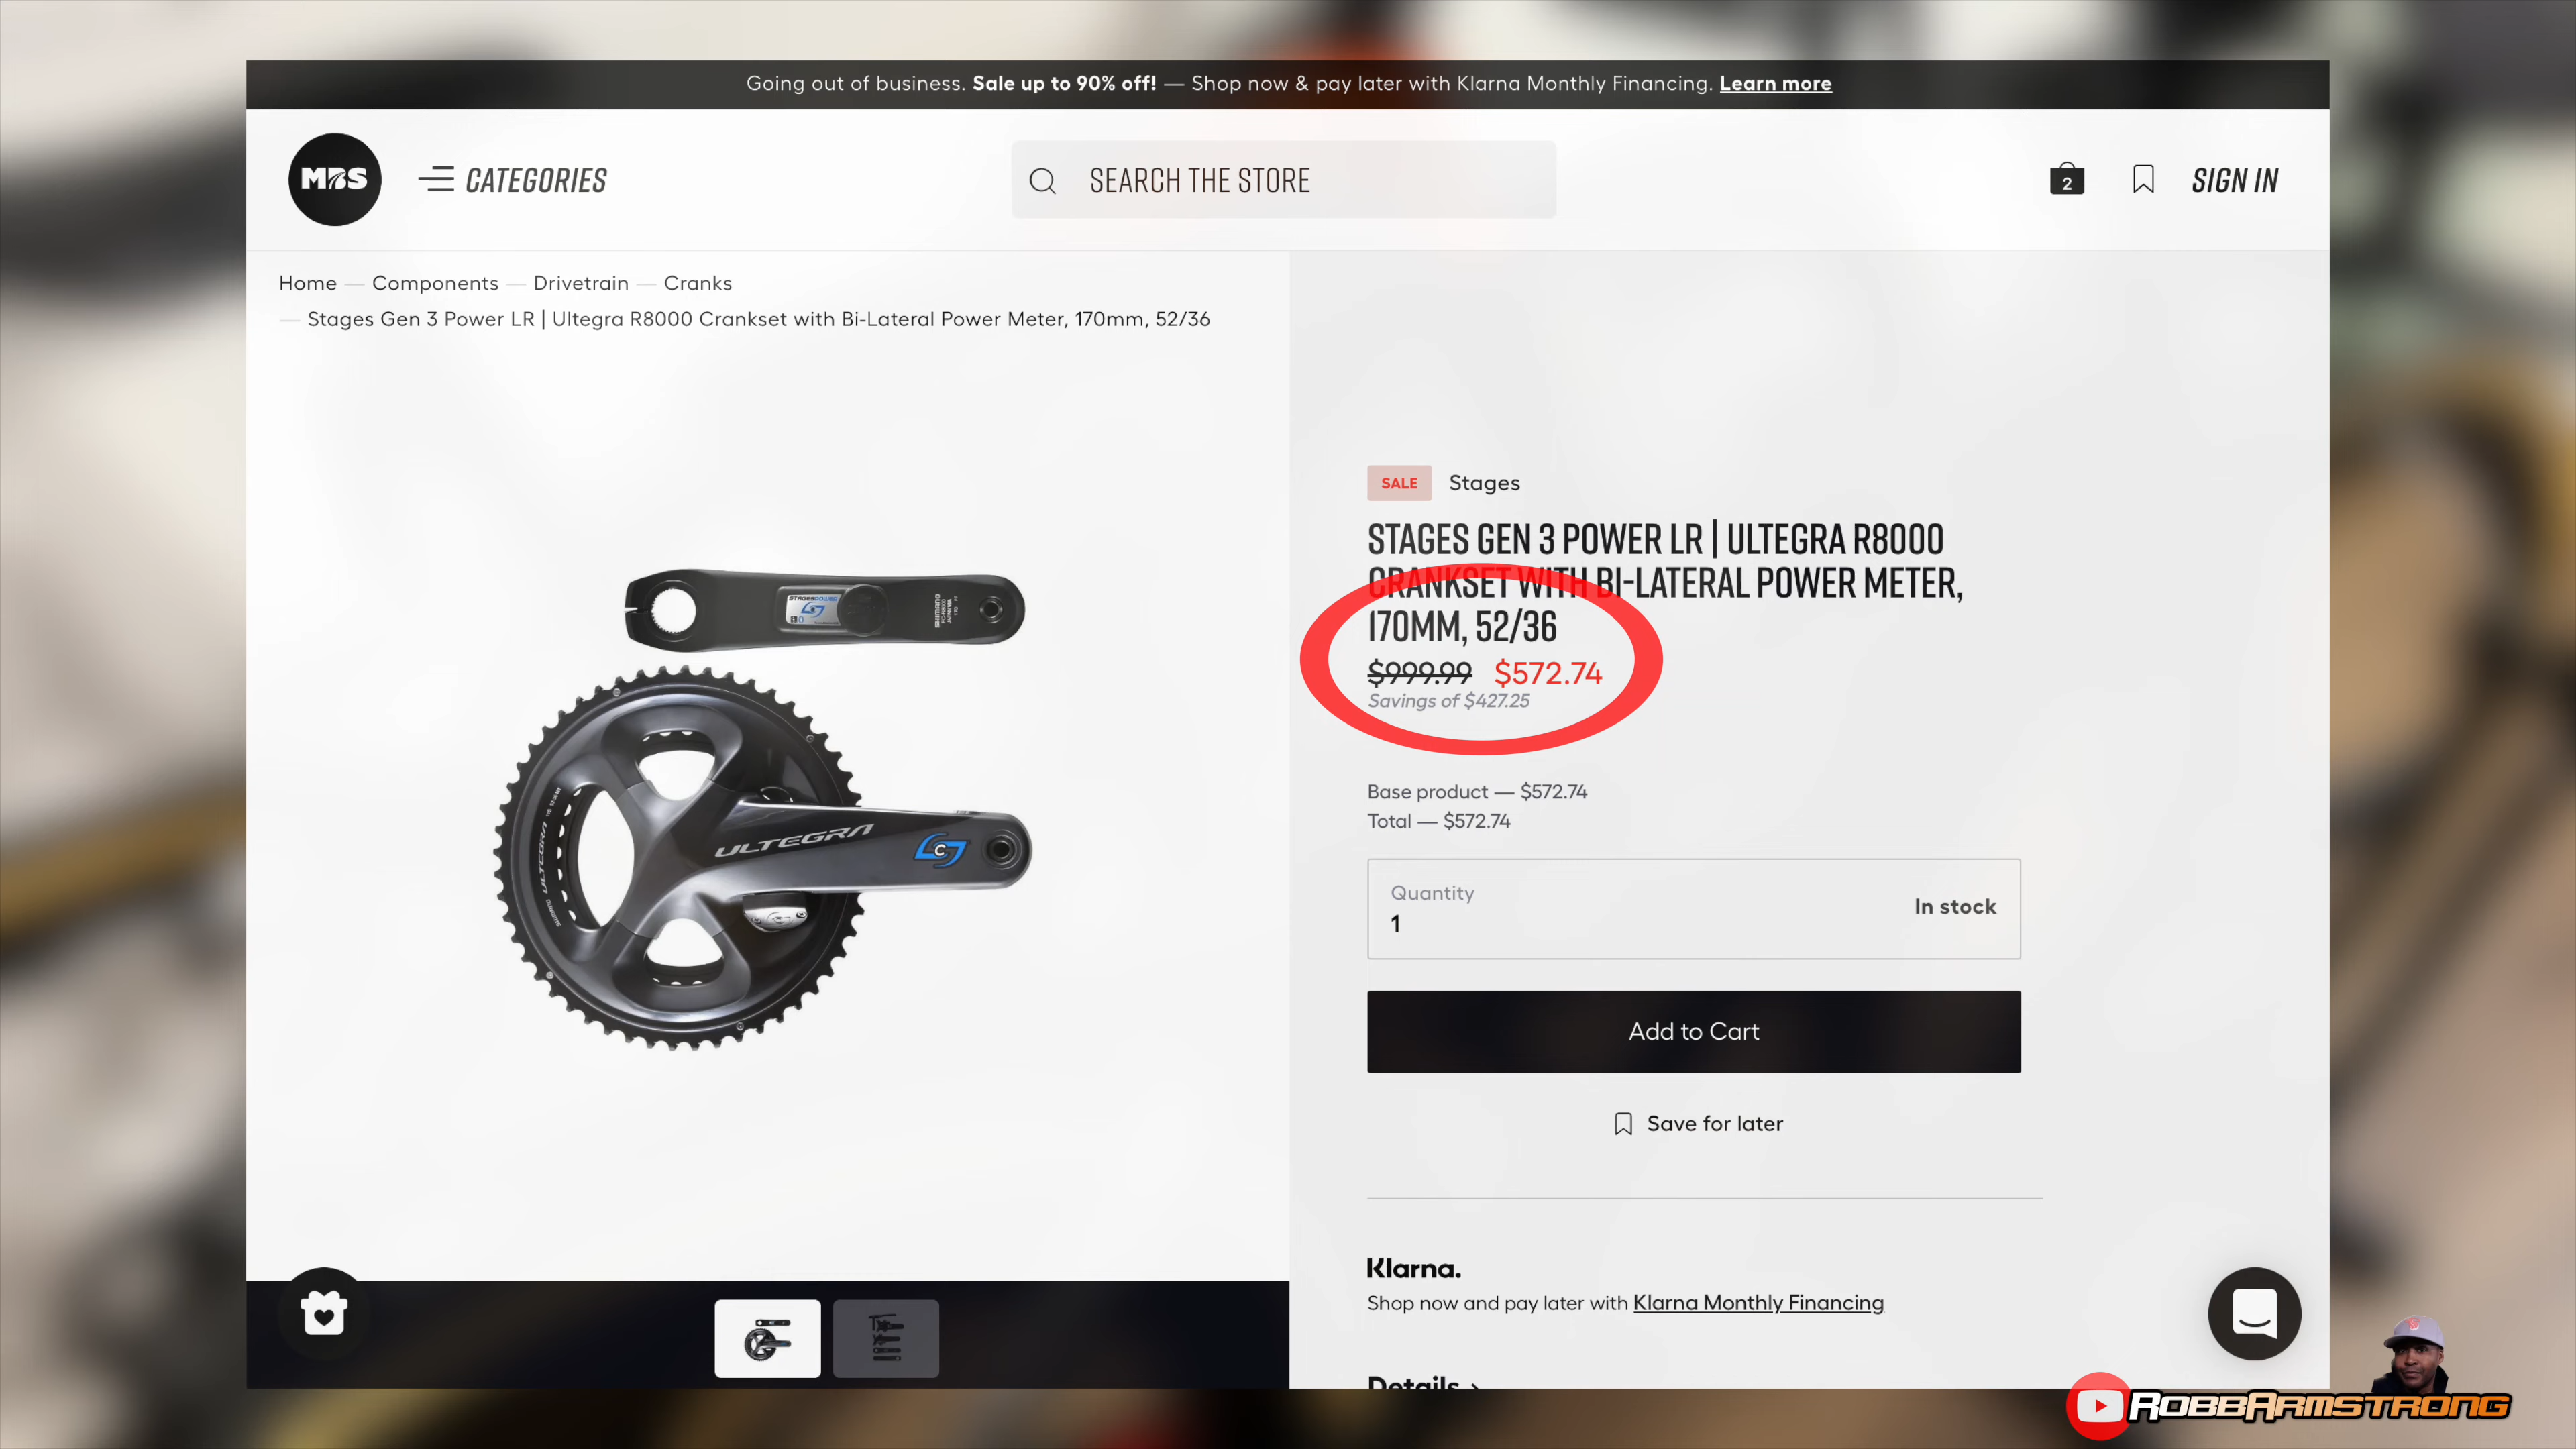 Going out of business. Sale up to 90% off! — Shop now & pay later with Klarna Monthly Financing. Learn more
MBS
CATEGORIES
SEARCH THE STORE
2
SIGN IN
Home — Components — Drivetrain — Cranks
— Stages Gen 3 Power LR | Ultegra R8000 Crankset with Bi-Lateral Power Meter, 170mm, 52/36
SALE
Stages
STAGES GEN 3 POWER LR | ULTEGRA R8000
CRANKSET WITH BI-LATERAL POWER METER,
170MM, 52/36
$999.99 $572.74
Savings of $427.25
Base product — $572.74
Total — $572.74
Quantity
1
In stock
Add to Cart
Save for later
Klarna.
Shop now and pay later with Klarna Monthly Financing
Details
STAGESPOWER
SHIMANO
ULTEGRA
C
ULTEGRA
SHIMANO
ROBBARMSTRONG